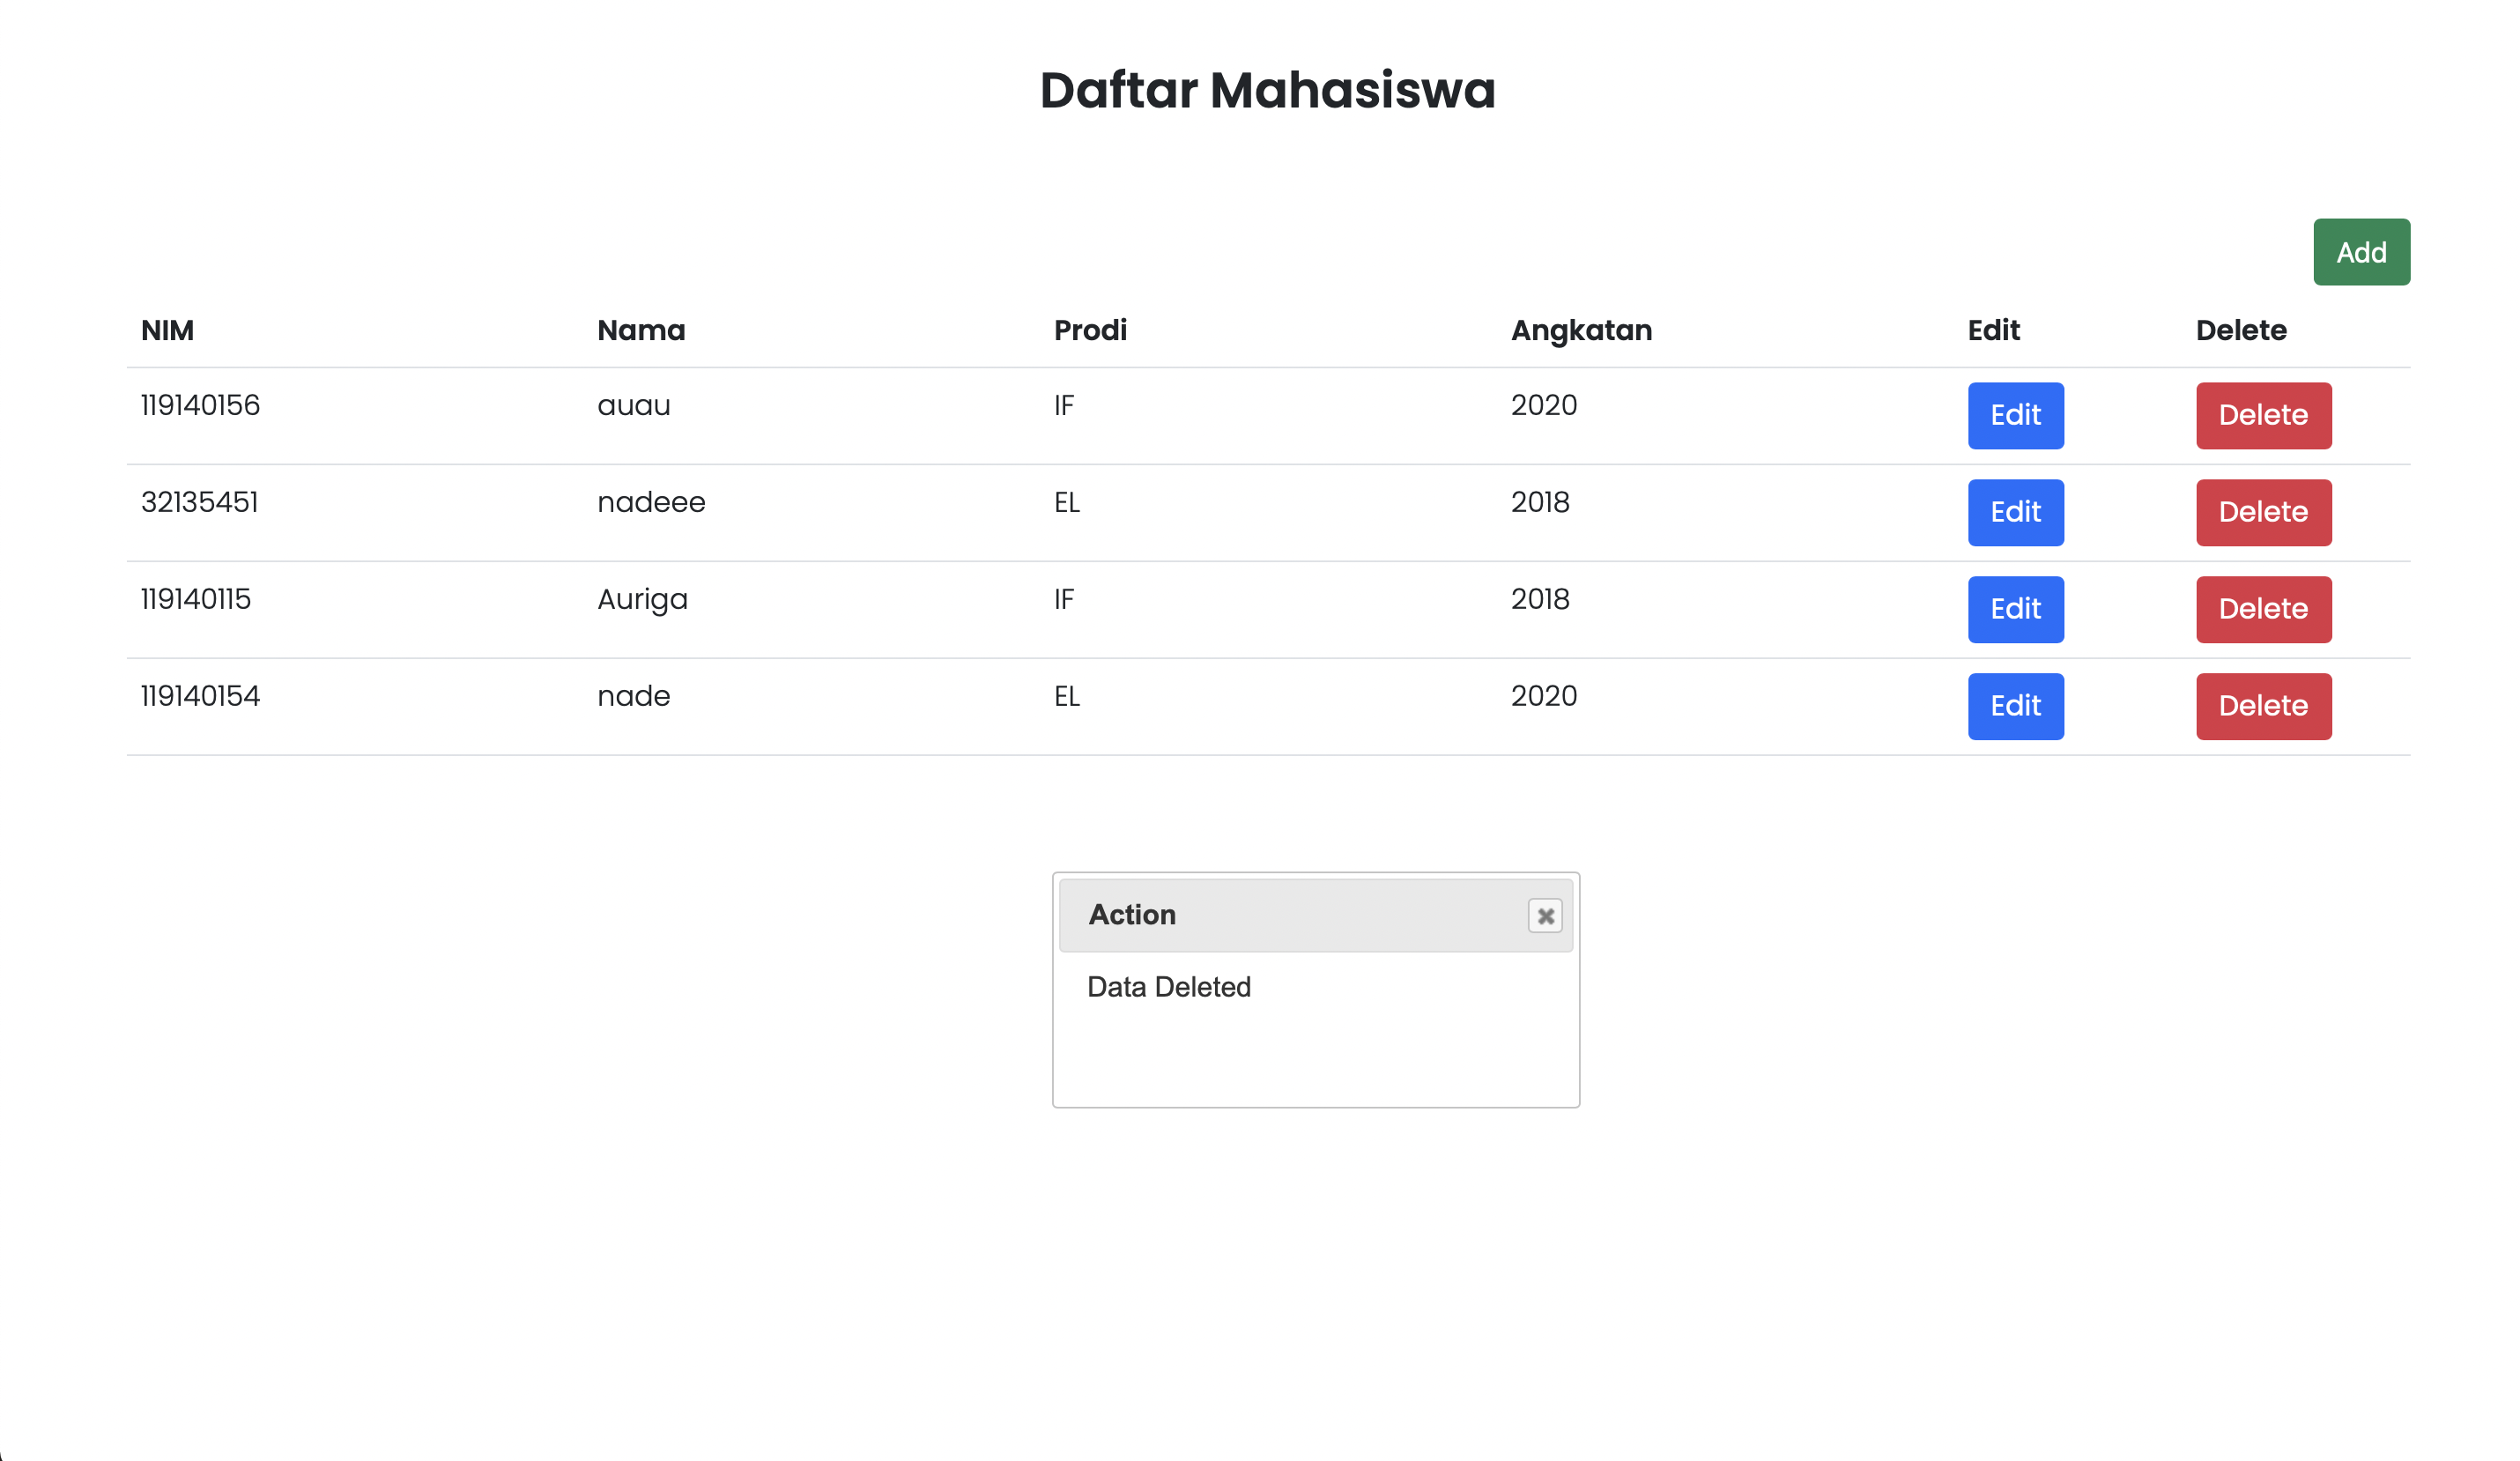 Daftar Mahasiswa
Add
NIM Nama Prodi Angkatan Edit Delete
119140156 auau IF 2020 Edit Delete
32135451 nadeee EL 2018 Edit Delete
119140115 Auriga IF 2018 Edit Delete
119140154 nade EL 2020 Edit Delete
Action
Data Deleted